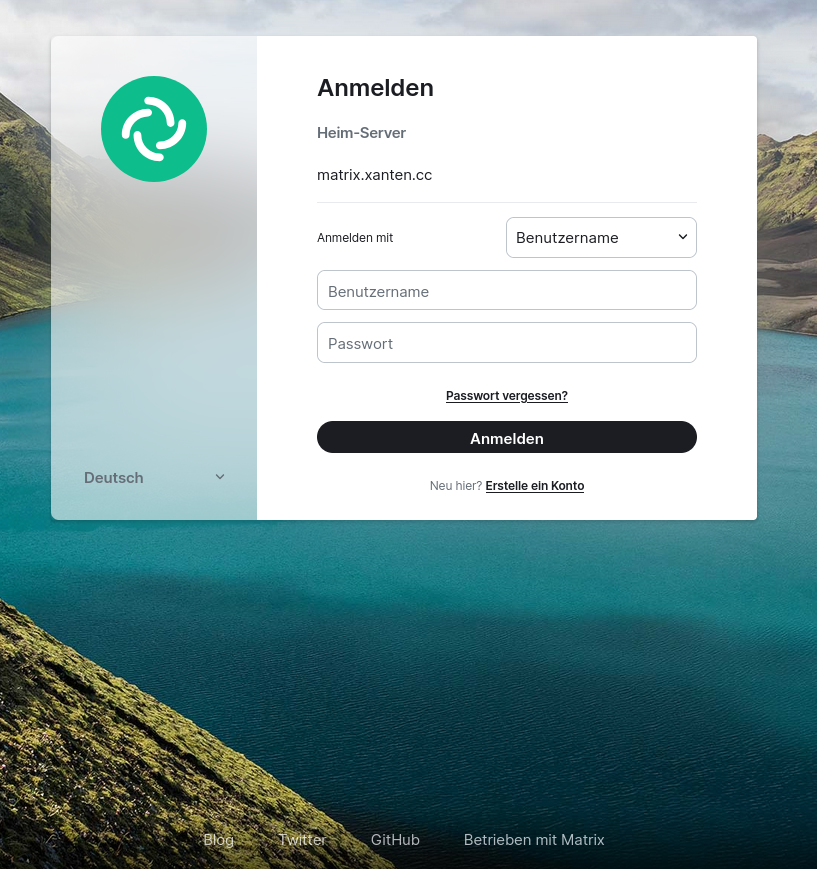 Anmelden
Heim-Server
matrix.xanten.cc
Anmelden mit
Benutzername
Benutzername
Passwort
Passwort vergessen?
Anmelden
Neu hier? Erstelle ein Konto
Deutsch
Blog Twitter GitHub Betrieben mit Matrix